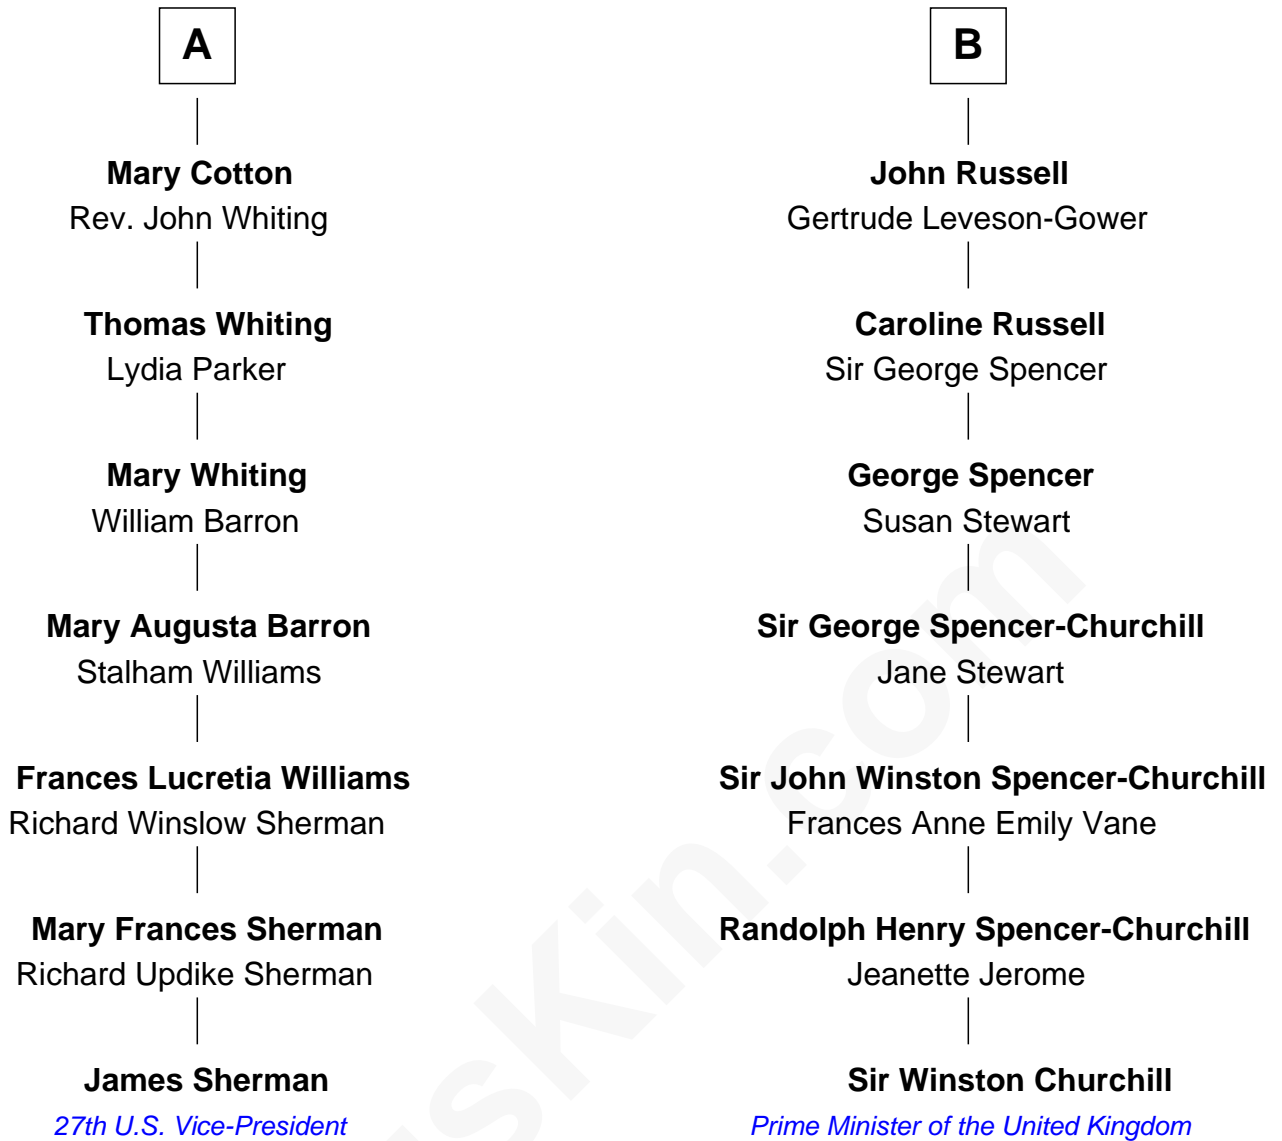 A
Mary Cotton
Rev. John Whiting
Thomas Whiting
Lydia Parker
Mary Whiting
William Barron
Mary Augusta Barron
Stalham Williams
Frances Lucretia Williams
Richard Winslow Sherman
Mary Frances Sherman
Richard Updike Sherman
James Sherman
27th U.S. Vice-President
B
John Russell
Gertrude Leveson-Gower
Caroline Russell
Sir George Spencer
George Spencer
Susan Stewart
Sir George Spencer-Churchill
Jane Stewart
Sir John Winston Spencer-Churchill
Frances Anne Emily Vane
Randolph Henry Spencer-Churchill
Jeanette Jerome
Sir Winston Churchill
Prime Minister of the United Kingdom